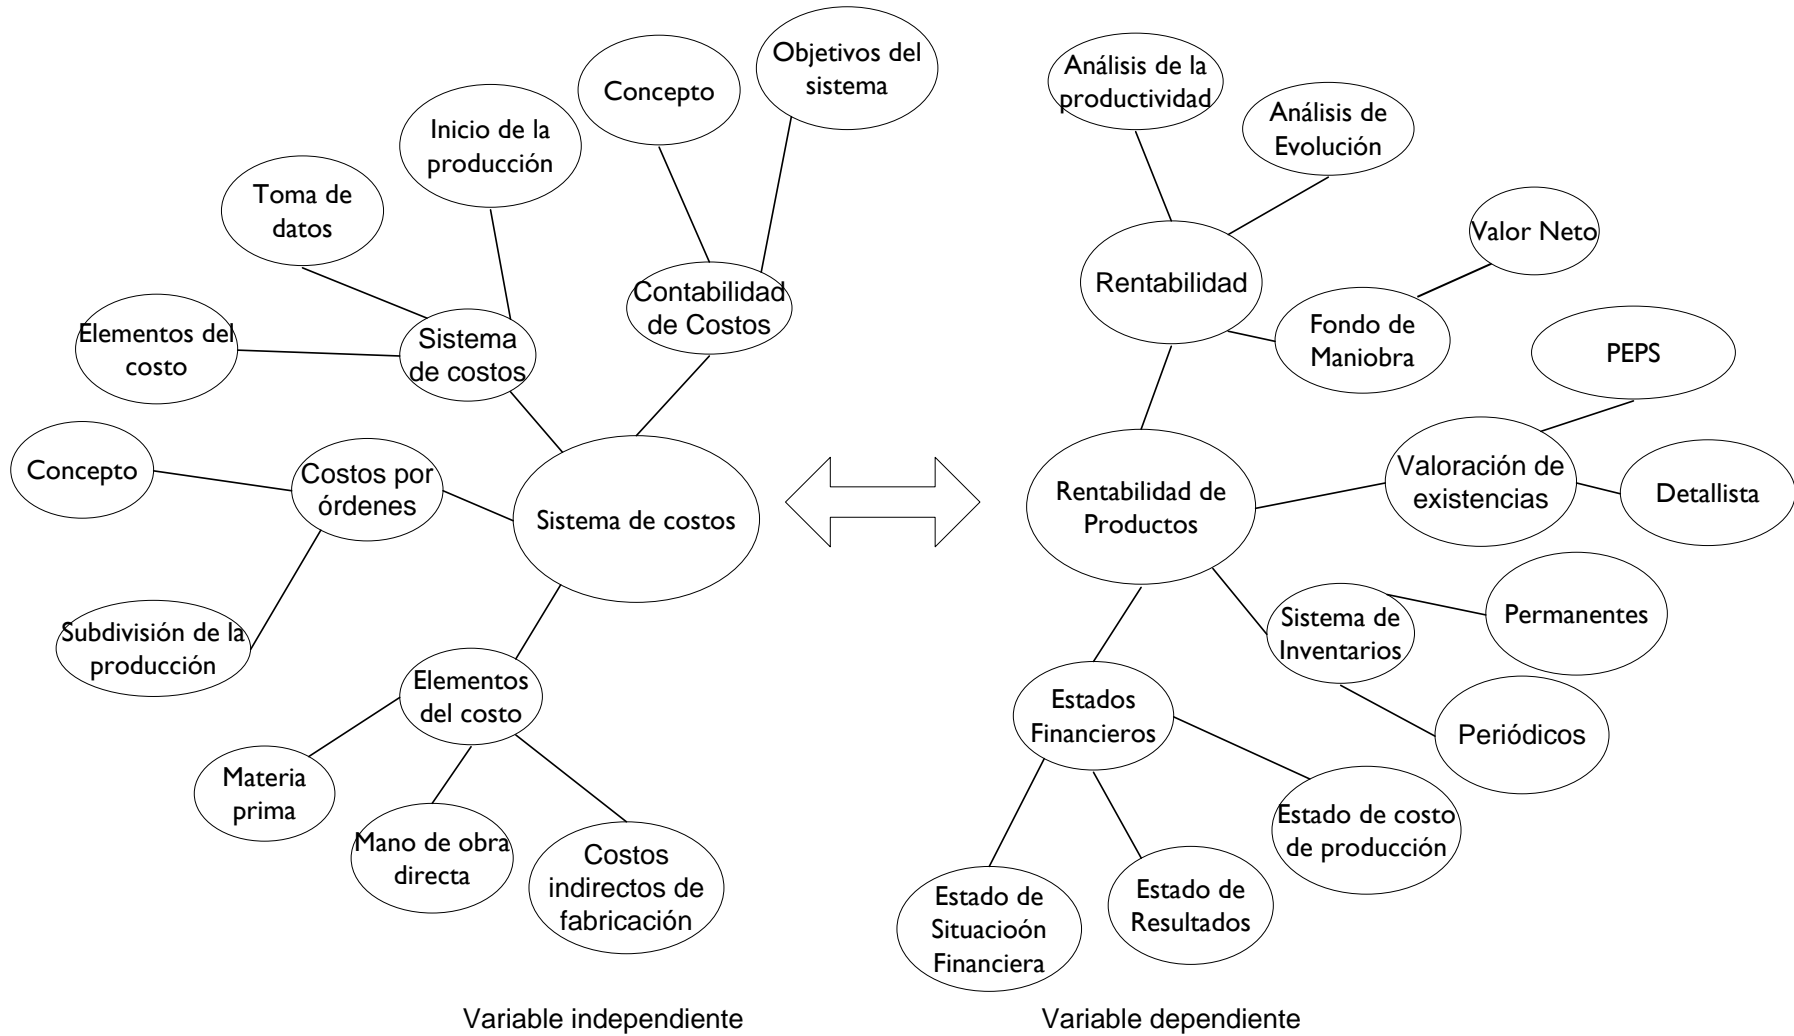 Objetivos del
sistema
Concepto
Inicio de la
producción
Toma de
datos
Contabilidad
de Costos
Elementos del
costo
Sistema
de costos
Concepto
Costos por
órdenes
Sistema de costos
Subdivisión de la
producción
Elementos
del costo
Materia
prima
Mano de obra
directa
Costos
indirectos de
fabricación
Variable independiente
Análisis de la
productividad
Análisis de
Evolución
Valor Neto
Rentabilidad
Fondo de
Maniobra
PEPS
Valoración de
existencias
Detallista
Rentabilidad de
Productos
Sistema de
Inventarios
Permanentes
Periódicos
Estados
Financieros
Estado de costo
de producción
Estado de
Resultados
Estado de
Situacioón
Financiera
Variable dependiente